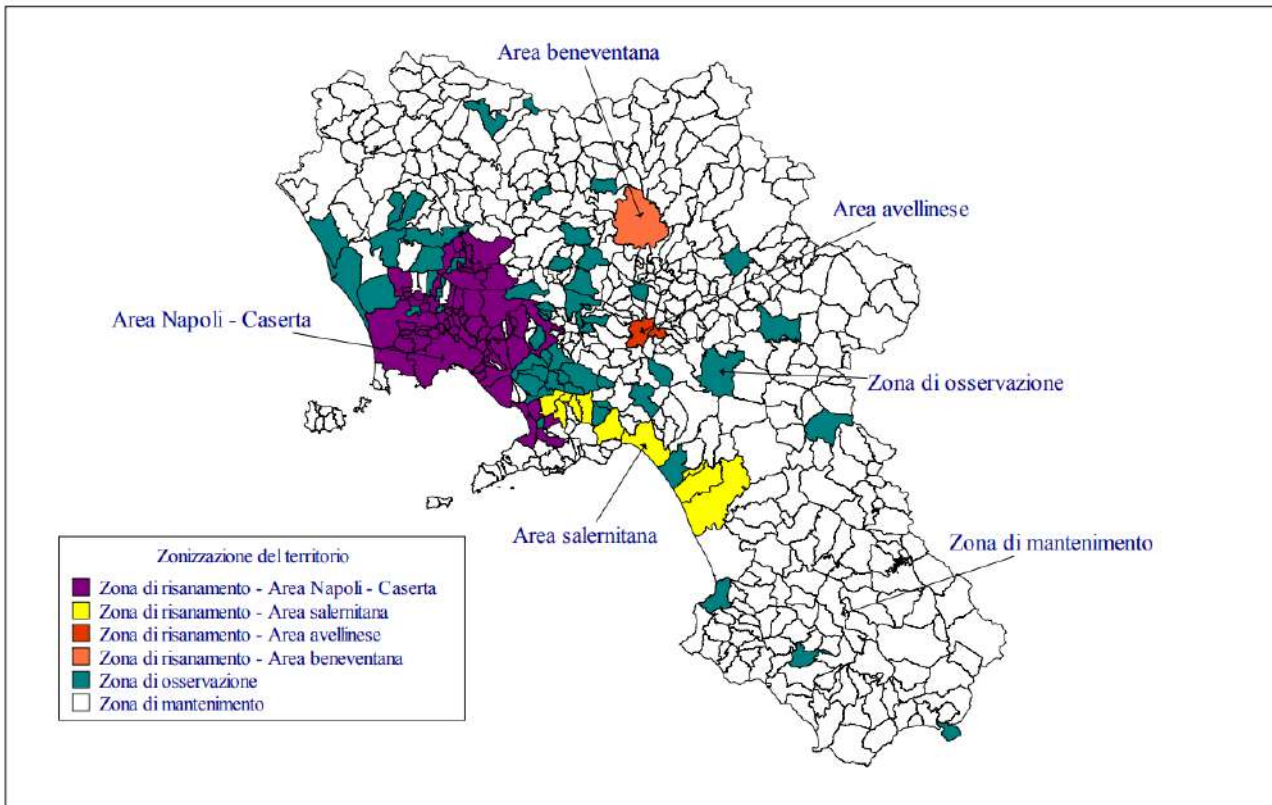 Area beneventana
Area avellinese
Area Napoli - Caserta
Zona di osservazione
Area salernitana
Zona di mantenimento
Zonizzazione del territorio
Zona di risanamento - Area Napoli - Caserta
Zona di risanamento - Area salernitana
Zona di risanamento - Area avellinese
Zona di risanamento - Area beneventana
Zona di osservazione
Zona di mantenimento